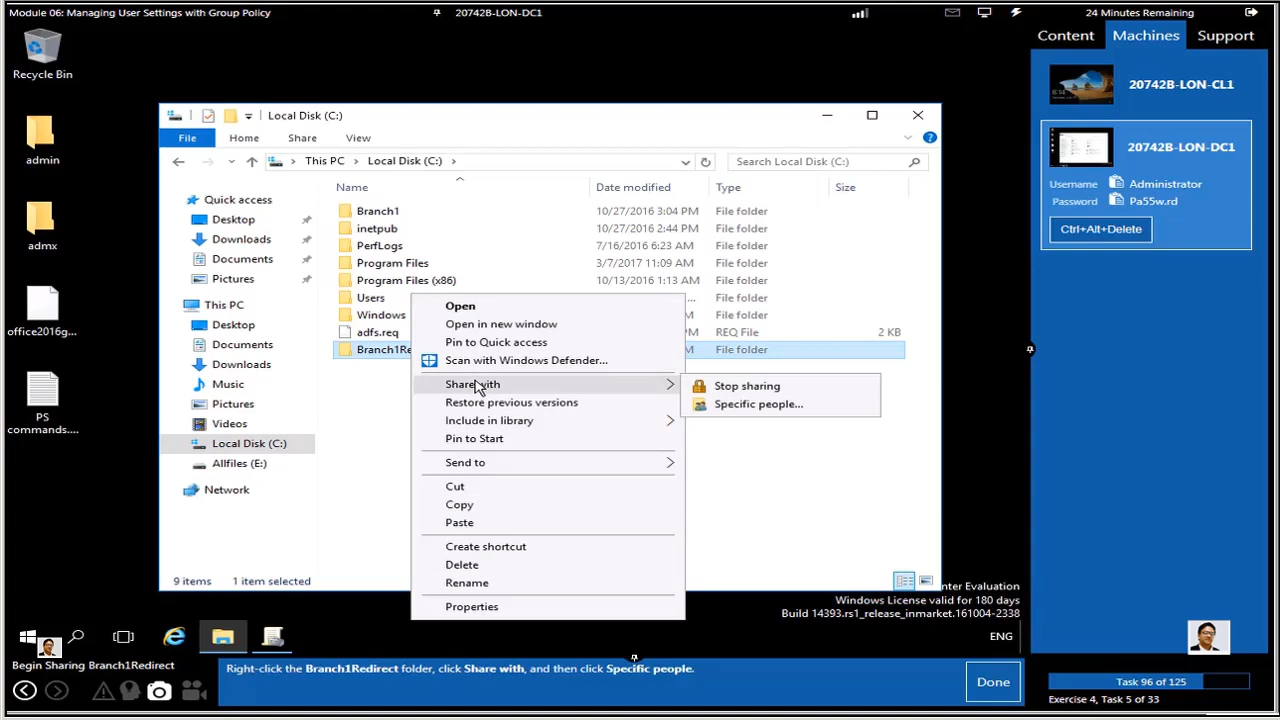 Module 06: Managing User Settings with Group Policy
20742B-LON-DC1
24 Minutes Remaining
Content
Machines
Support
20742B-LON-CL1
20742B-LON-DC1
Username
Administrator
Password
Pa55w.rd
Ctrl+Alt+Delete
Recycle Bin
admin
admx
office2016g...
PS
commands....
Local Disk (C:)
File
Home
Share
View
This PC
Local Disk (C:)
Search Local Disk (C:)
Name
Date modified
Type
Size
Quick access
Desktop
Downloads
Documents
Pictures
This PC
Desktop
Documents
Downloads
Music
Pictures
Videos
Local Disk (C:)
Allfiles (E:)
Network
Branch1 10/27/2016 3:04 PM File folder
inetpub 10/27/2016 2:44 PM File folder
PerfLogs 7/16/2016 6:23 AM File folder
Program Files 3/7/2017 11:09 AM File folder
Program Files (x86) 10/13/2016 1:13 AM File folder
Users ... File folder
Windows M File folder
adfs.req M REQ File 2 KB
Branch1Re M File folder
Open
Open in new window
Pin to Quick access
Scan with Windows Defender...
Share with
Restore previous versions
Include in library
Pin to Start
Send to
Cut
Copy
Paste
Create shortcut
Delete
Rename
Properties
Stop sharing
Specific people...
9 items
1 item selected
nter Evaluation
Windows License valid for 180 days
Build 14393.rs1_release_inmarket.161004-2338
ENG
Begin Sharing Branch1Redirect
Right-click the Branch1Redirect folder, click Share with, and then click Specific people.
Done
Task 96 of 125
Exercise 4, Task 5 of 33